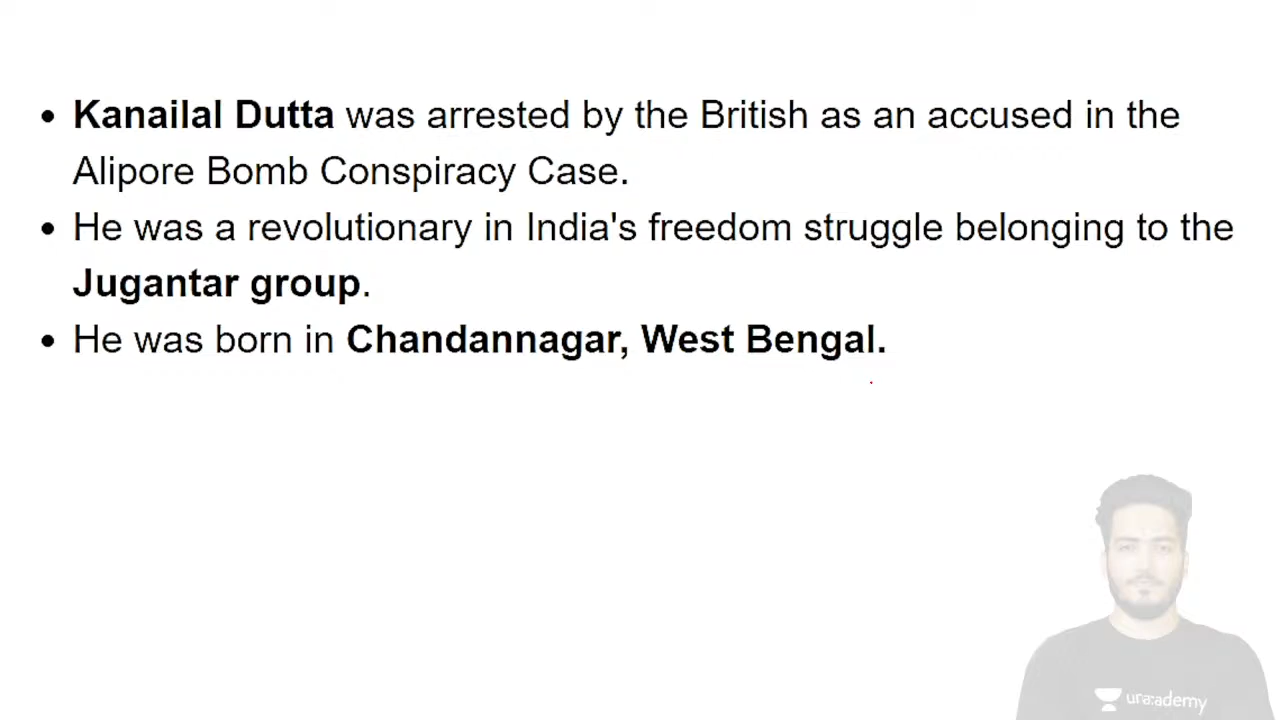 • Kanailal Dutta was arrested by the British as an accused in the
Alipore Bomb Conspiracy Case.
• He was a revolutionary in India's freedom struggle belonging to the
Jugantar group.
• He was born in Chandannagar, West Bengal.
unacademy